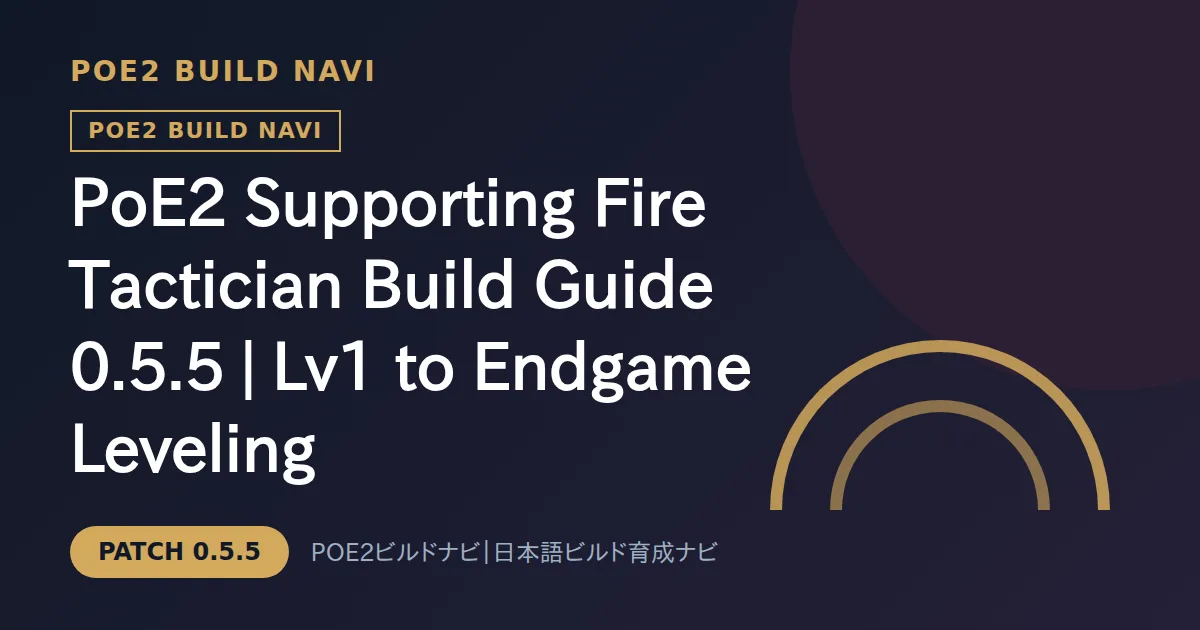 POE2 BUILD NAVI
POE2 BUILD NAVI
PoE2 Supporting Fire
Tactician Build Guide
0.5.5 | Lv1 to Endgame
Leveling
PATCH 0.5.5
POE2ビルドナビ|日本語ビルド育成ナビ